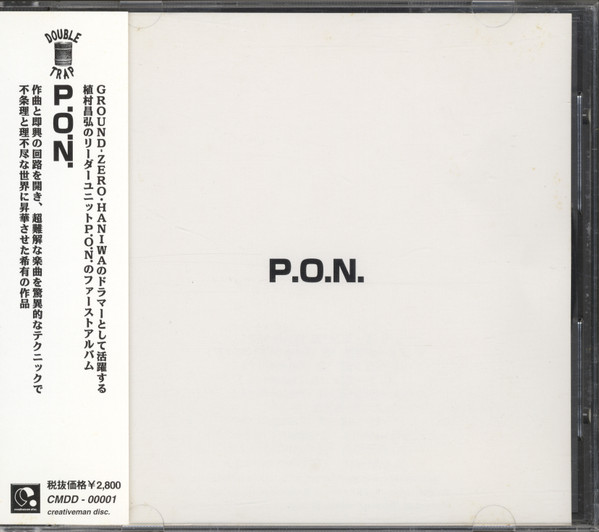 DOUBLE
TRAP
P.O.N.
GROUND-ZERO・HANIWAのドラマーとして活躍する
植村昌弘のリーダーユニットP.O.N.のファーストアルバム
作曲と即興の回路を開き、超難解な楽曲を驚異的なテクニックで
不条理と理不尽な世界に昇華させた希有の作品
税抜価格￥2,800
CMDD - 00001
creativeman disc.
P.O.N.